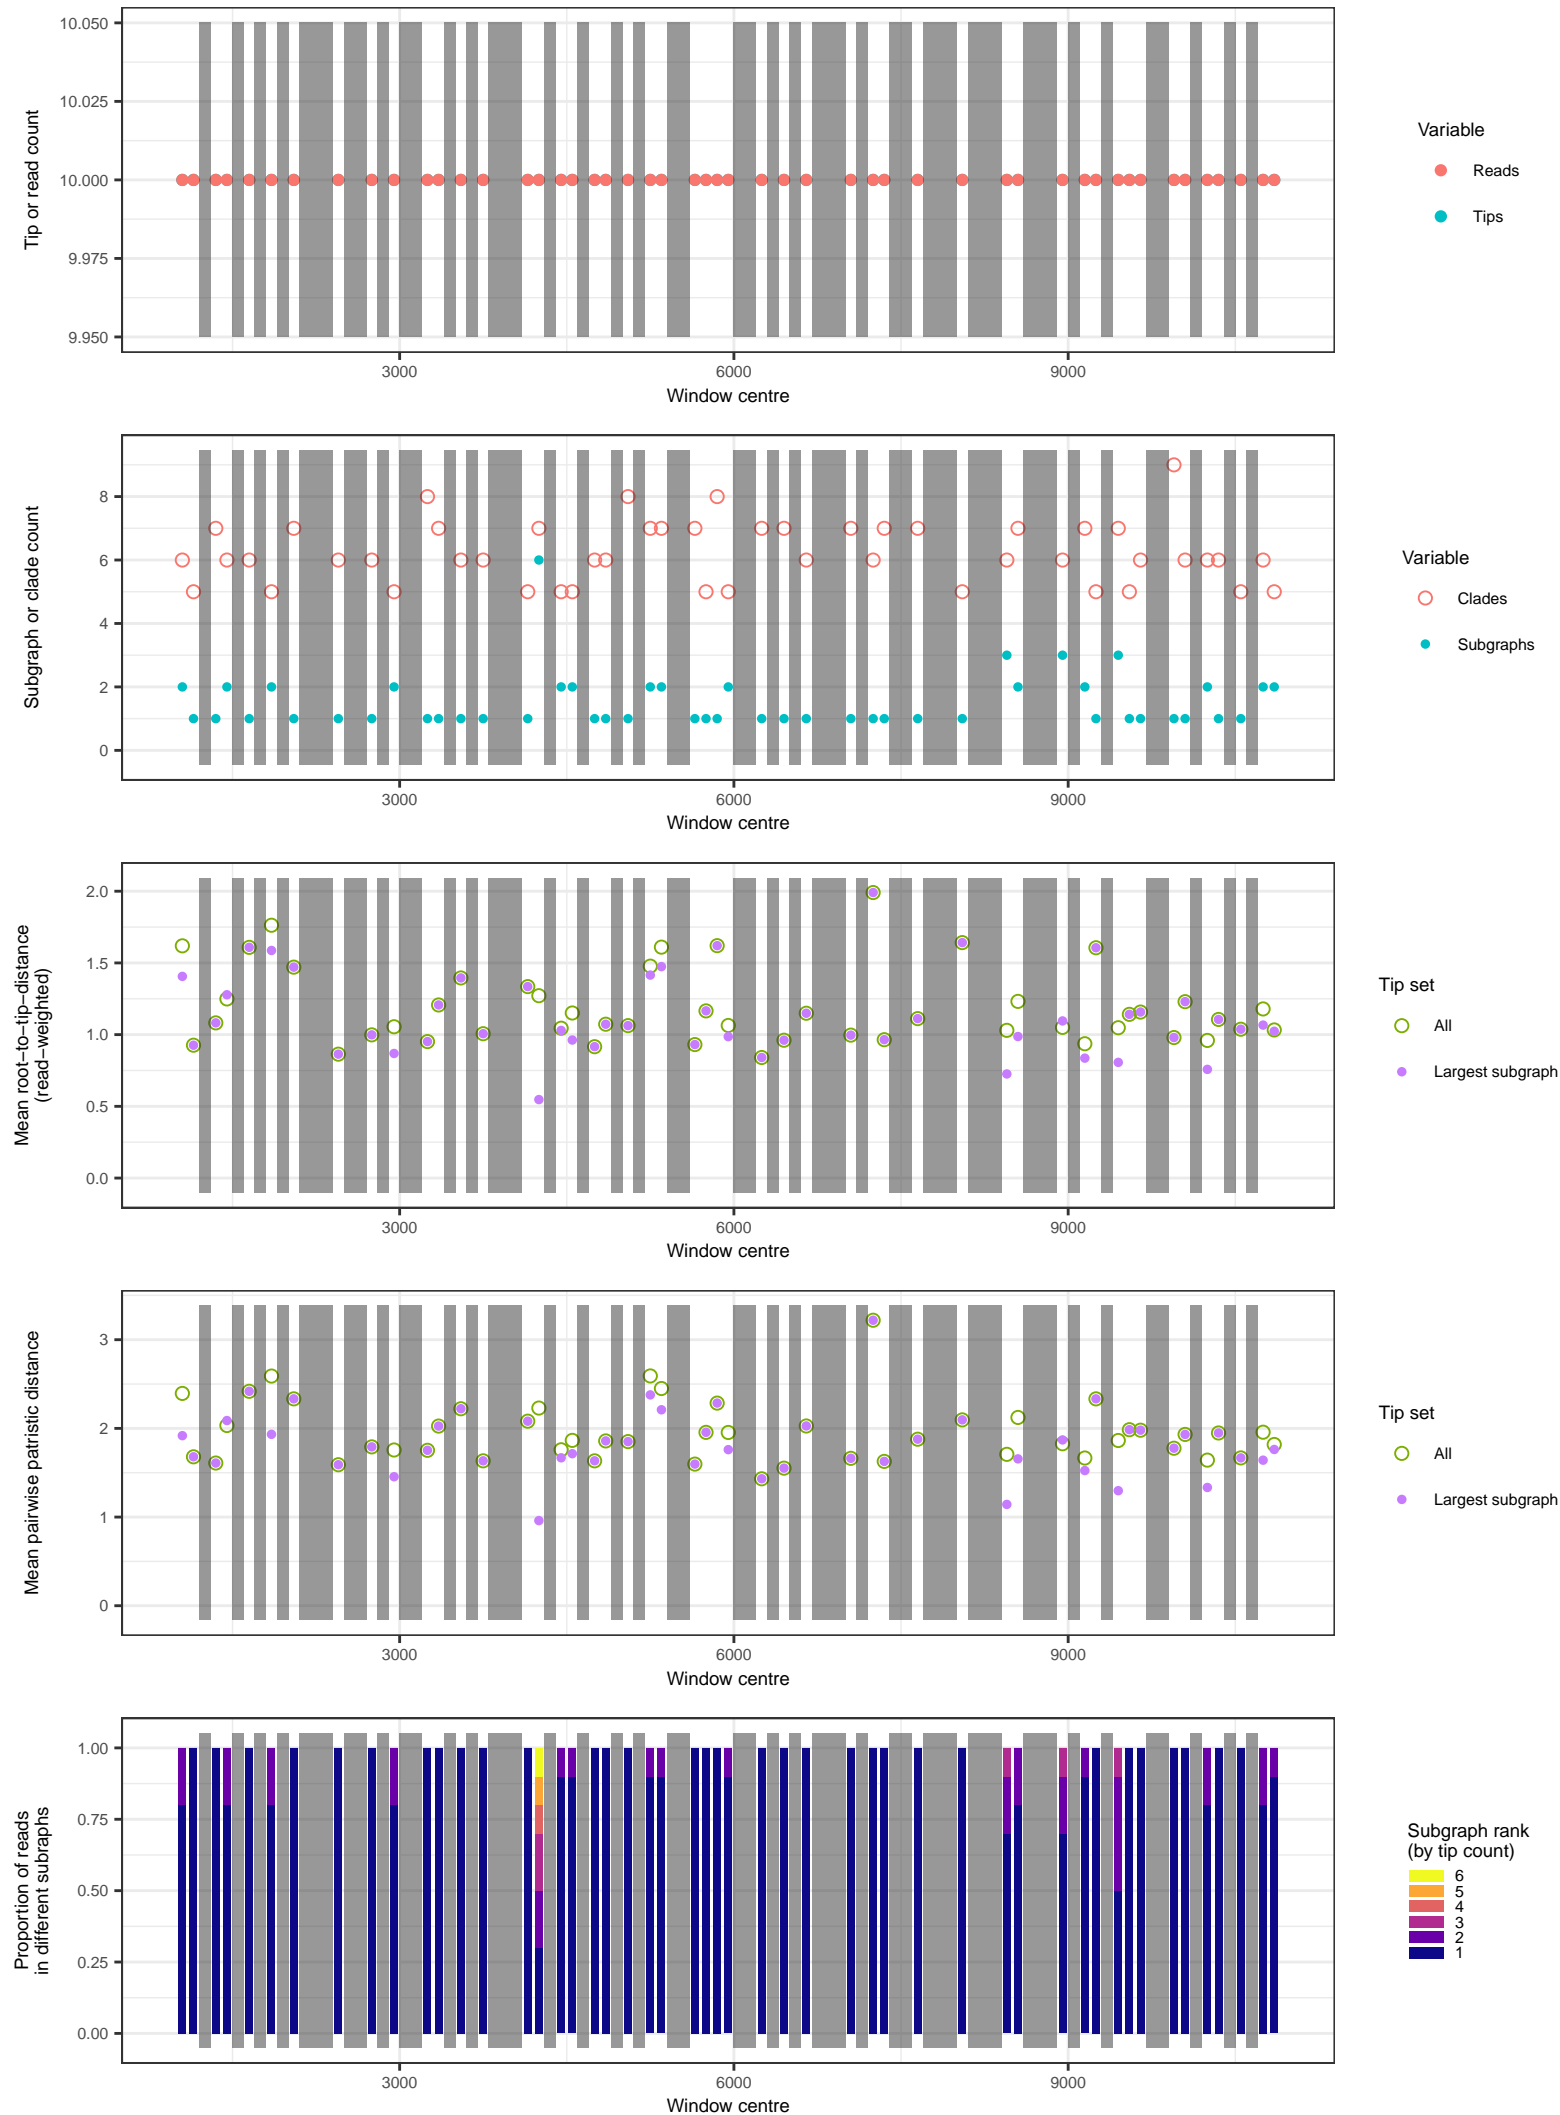 10.050
10.025
10.000
9.975
9.950
Tip or read count
3000
6000
9000
Window centre
Variable
Reads
Tips
8
6
4
2
0
Subgraph or clade count
3000
6000
9000
Window centre
Variable
Clades
Subgraphs
2.0
1.5
1.0
0.5
0.0
Mean root−to−tip−distance
(read−weighted)
3000
6000
9000
Window centre
Tip set
All
Largest subgraph
3
2
1
0
Mean pairwise patristic distance
3000
6000
9000
Window centre
Tip set
All
Largest subgraph
1.00
0.75
0.50
0.25
0.00
Proportion of reads
in different subraphs
3000
6000
9000
Window centre
Subgraph rank
(by tip count)
6
5
4
3
2
1